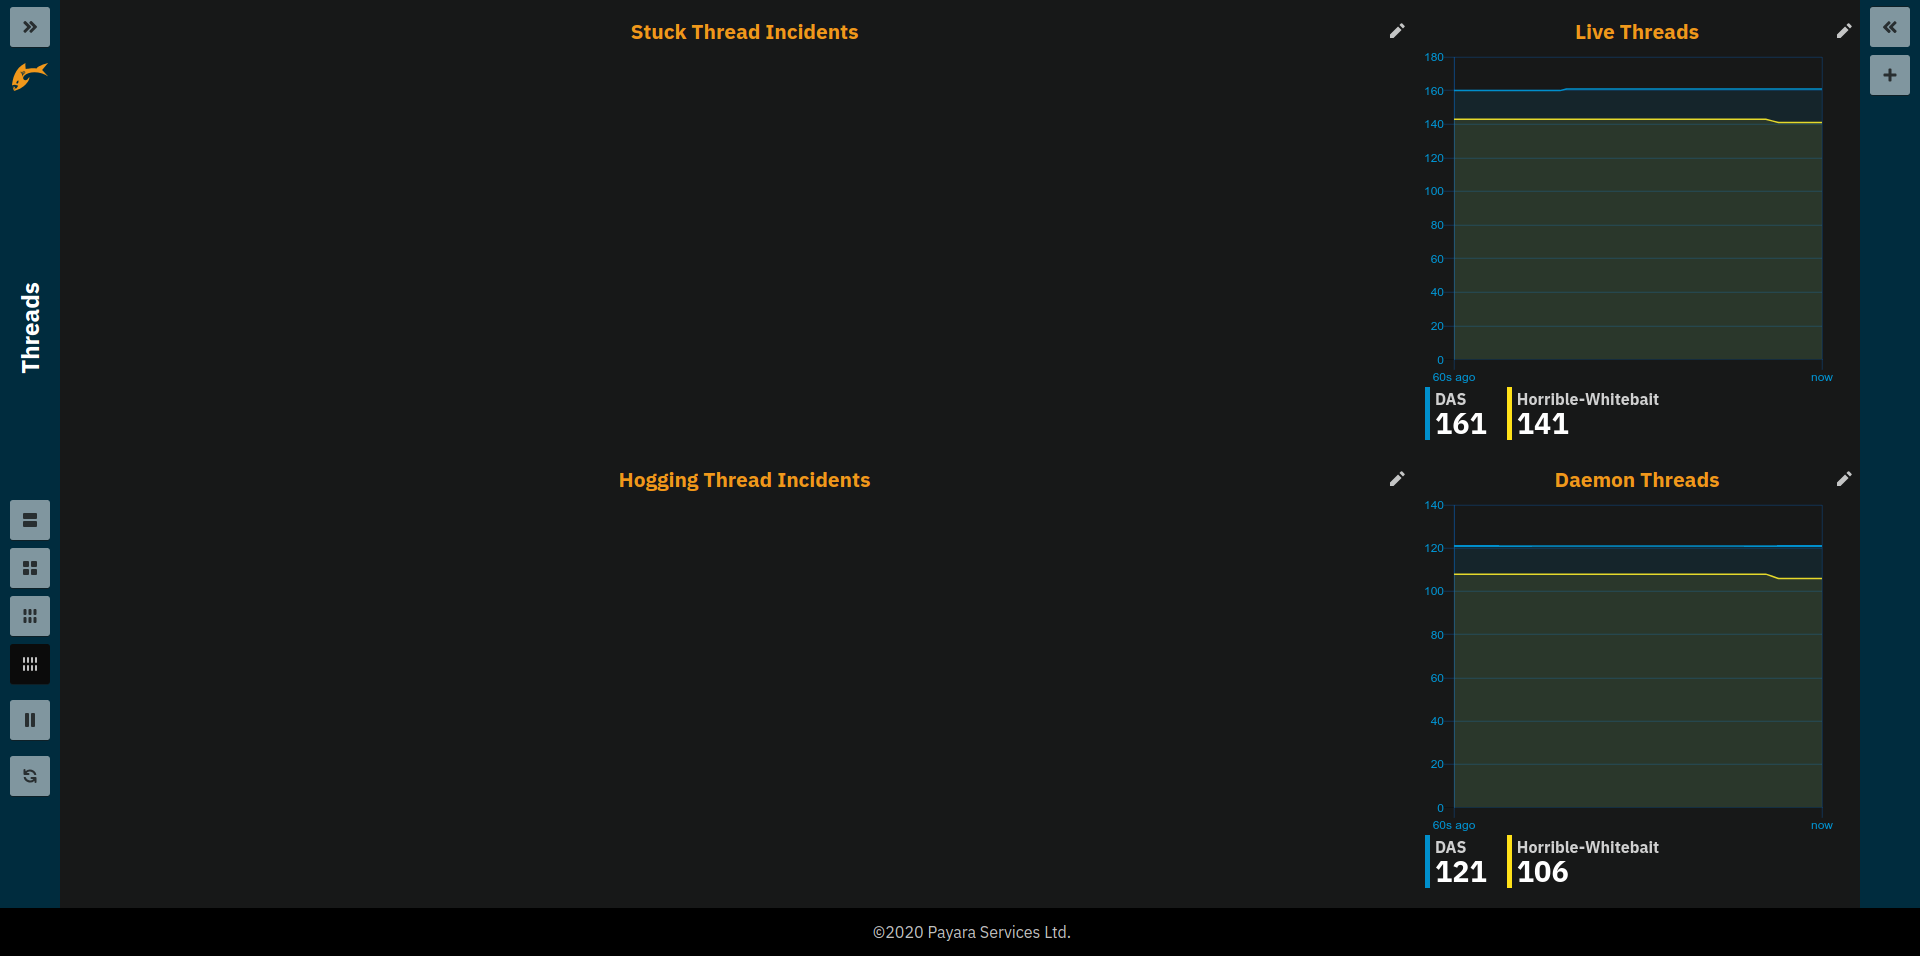 Threads
Stuck Thread Incidents
Live Threads
180
160
140
120
100
80
60
40
20
0
60s ago now
DAS Horrible-Whitebait
161 141
Hogging Thread Incidents
Daemon Threads
140
120
100
80
60
40
20
0
60s ago now
DAS Horrible-Whitebait
121 106
©2020 Payara Services Ltd.